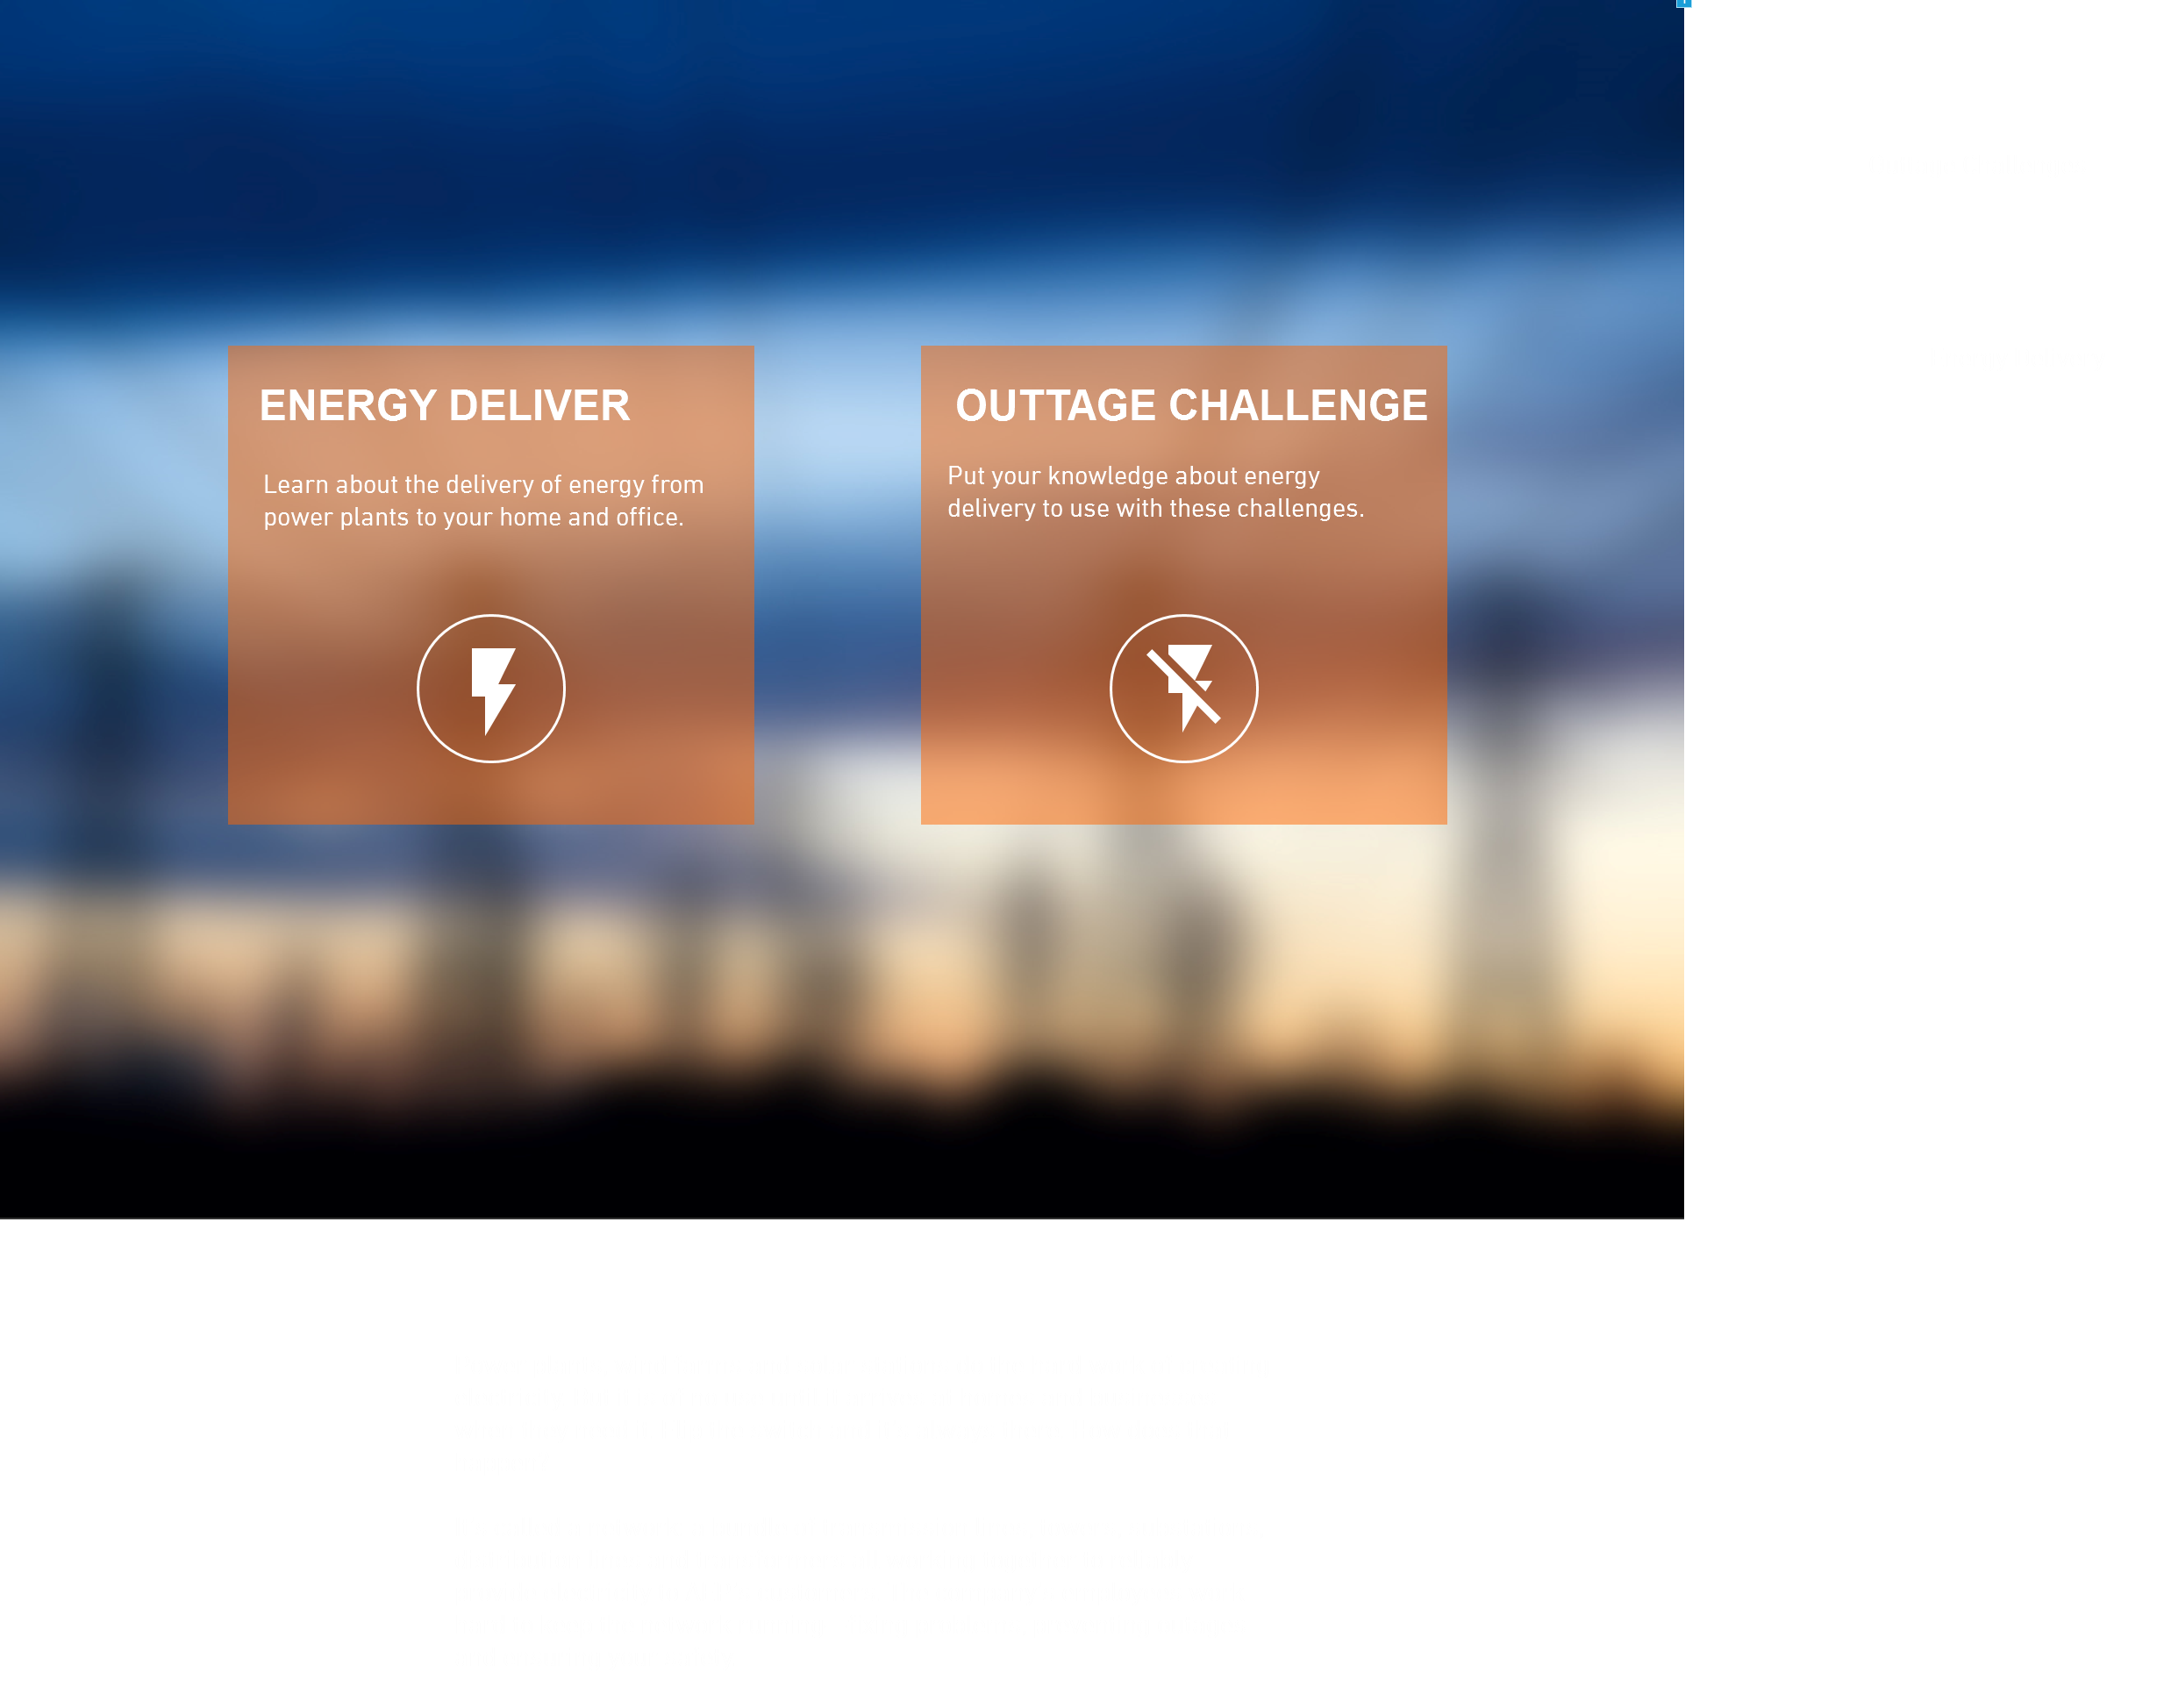 ENERGY DELIVER
Learn about the delivery of energy from
power plants to your home and office.
OUTTAGE CHALLENGE
Put your knowledge about energy
delivery to use with these challenges.